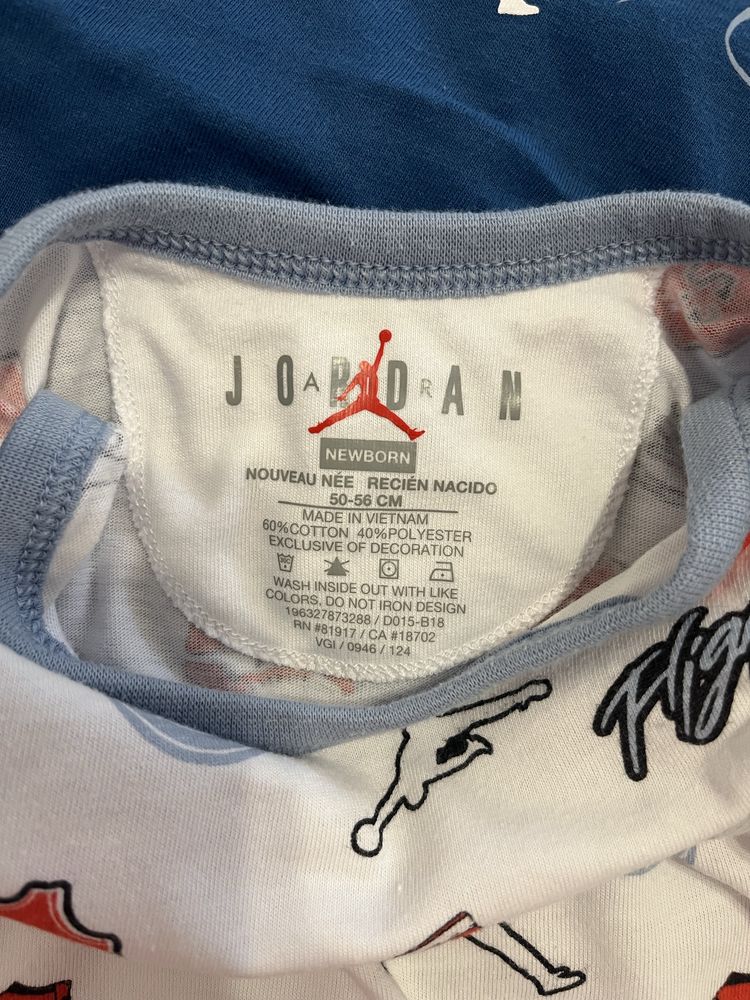 JORDAN
AIR
NEWBORN
NOUVEAU NÉE RECIÉN NACIDO
50-56 CM
MADE IN VIETNAM
60%COTTON 40%POLYESTER
EXCLUSIVE OF DECORATION
WASH INSIDE OUT WITH LIKE
COLORS, DO NOT IRON DESIGN
196327873288 / D015-B18
RN #81917 / CA #18702
VGI / 0946 / 124
Flig